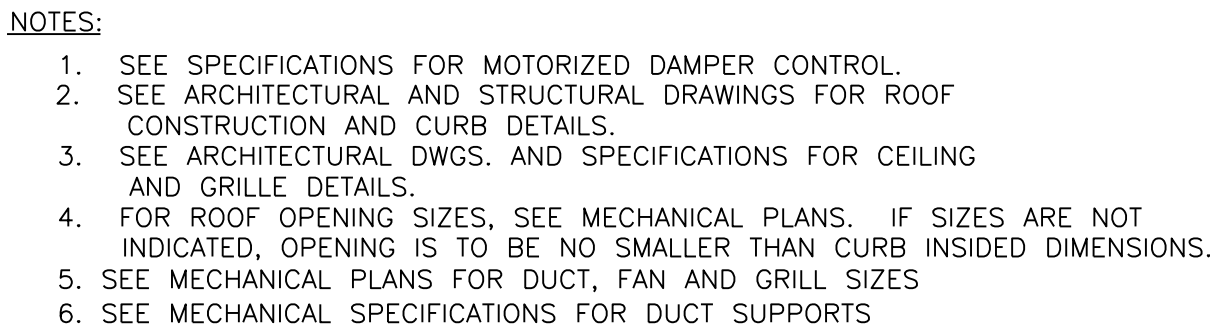 NOTES:
1. SEE SPECIFICATIONS FOR MOTORIZED DAMPER CONTROL.
2. SEE ARCHITECTURAL AND STRUCTURAL DRAWINGS FOR ROOF
CONSTRUCTION AND CURB DETAILS.
3. SEE ARCHITECTURAL DWGS. AND SPECIFICATIONS FOR CEILING
AND GRILLE DETAILS.
4. FOR ROOF OPENING SIZES, SEE MECHANICAL PLANS. IF SIZES ARE NOT
INDICATED, OPENING IS TO BE NO SMALLER THAN CURB INSIDED DIMENSIONS.
5. SEE MECHANICAL PLANS FOR DUCT, FAN AND GRILL SIZES
6. SEE MECHANICAL SPECIFICATIONS FOR DUCT SUPPORTS